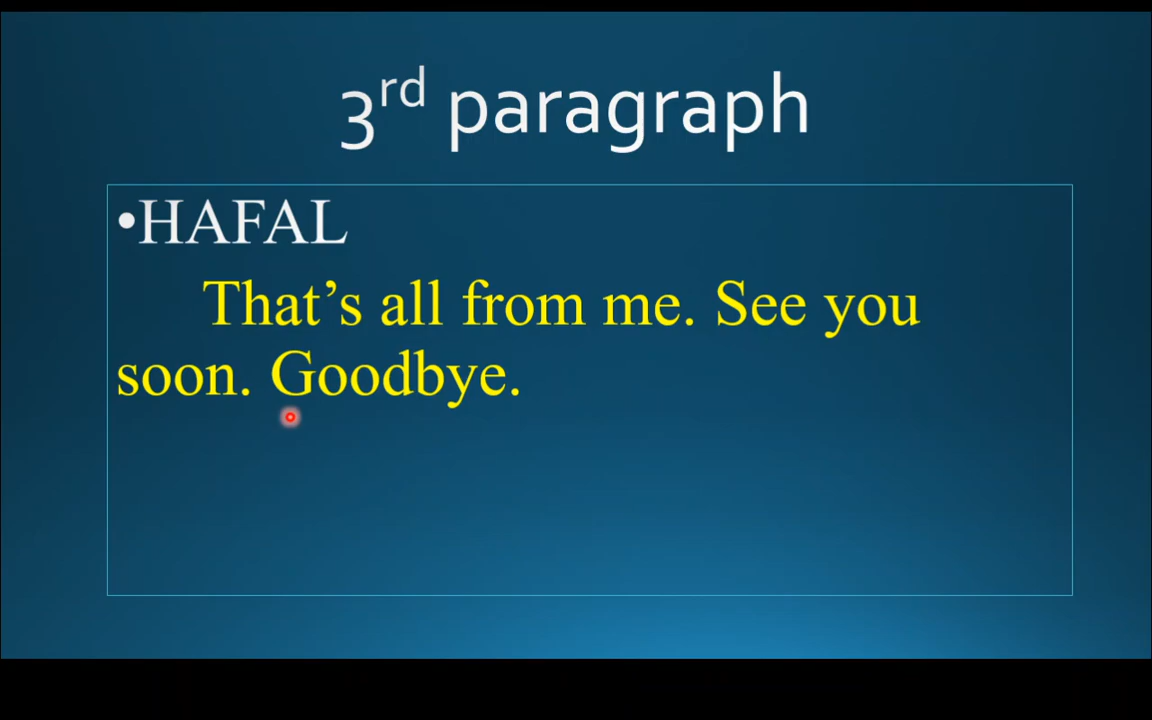 3rd paragraph
•HAFAL
That’s all from me. See you
soon. Goodbye.